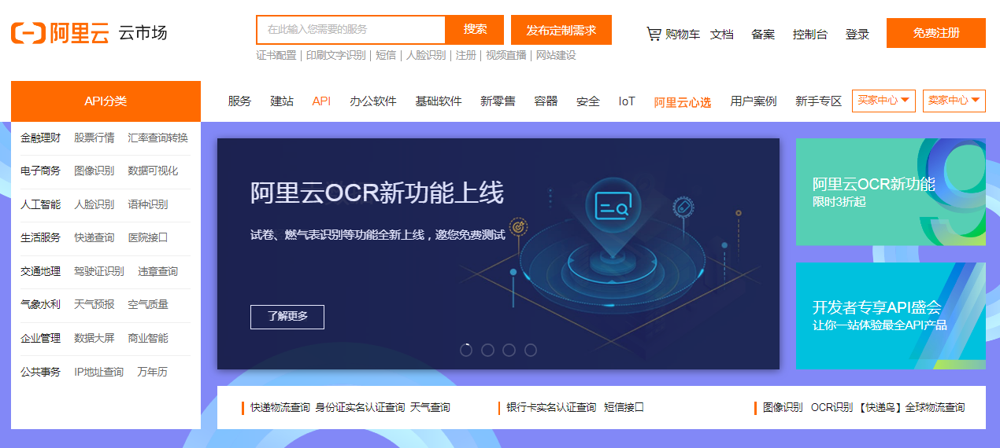 阿里云 云市场
在此输入您需要的服务 搜索 发布定制需求
购物车 文档 备案 控制台 登录 免费注册
证书配置 | 印刷文字识别 | 短信 | 人脸识别 | 注册 | 视频直播 | 网站建设
API分类
服务 建站 API 办公软件 基础软件 新零售 容器 安全 IoT 阿里云心选 用户案例 新手专区 买家中心 卖家中心
金融理财 股票行情 汇率查询转换
电子商务 图像识别 数据可视化
人工智能 人脸识别 语种识别
生活服务 快递查询 医院接口
交通地理 驾驶证识别 违章查询
气象水利 天气预报 空气质量
企业管理 数据大屏 商业智能
公共事务 IP地址查询 万年历
阿里云OCR新功能上线
试卷、燃气表识别等功能全新上线，邀您免费测试
了解更多
阿里云OCR新功能
限时3折起
开发者专享API盛会
让你一站体验最全API产品
快递物流查询 身份证实名认证查询 天气查询
银行卡实名认证查询 短信接口
图像识别 OCR识别 【快递鸟】全球物流查询